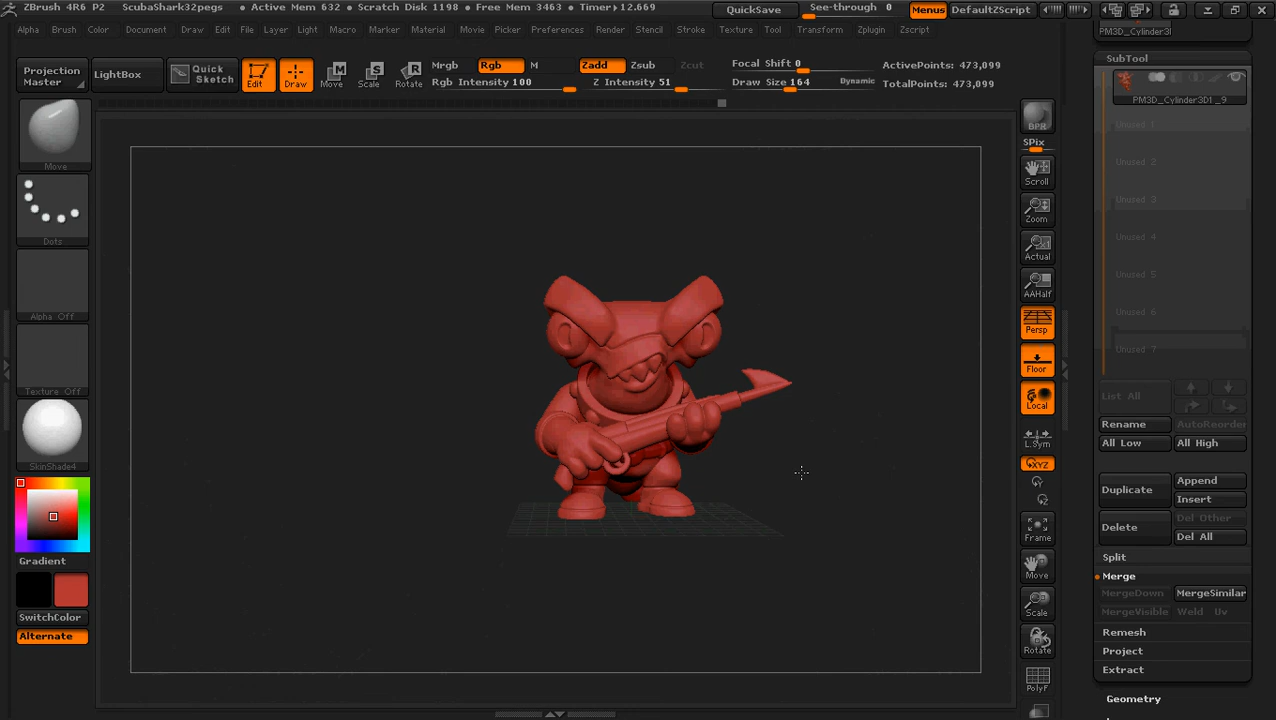 ZBrush 4R6 P2 ScubaShark32pegs • Active Mem 632 • Scratch Disk 1198 • Free Mem 3463 • Timer▸12.669 QuickSave See-through 0 Menus DefaultZScript
Alpha Brush Color Document Draw Edit File Layer Light Macro Marker Material Movie Picker Preferences Render Stencil Stroke Texture Tool Transform Zplugin Zscript
PM3D_Cylinder3I
SubTool
PM3D_Cylinder3D1_9
Unused 1
Unused 2
Unused 3
Unused 4
Unused 5
Unused 6
Unused 7
List All
Rename AutoReorder
All Low All High
Duplicate Append
Insert
Delete Del Other
Del All
Split
Merge
MergeDown MergeSimilar
MergeVisible Weld Uv
Remesh
Project
Extract
Geometry
Projection Master
LightBox
Quick Sketch
Edit
Draw
Move
Scale
Rotate
Mrgb Rgb M
Rgb Intensity 100
Zadd Zsub Zcut
Z Intensity 51
Focal Shift 0
Draw Size 164 Dynamic
ActivePoints: 473,099
TotalPoints: 473,099
Move
Dots
Alpha Off
Texture Off
SkinShade4
Gradient
SwitchColor
Alternate
BPR
SPix
Scroll
Zoom
Actual
AAHalf
Persp
Floor
Local
L.Sym
XYZ
Frame
Move
Scale
Rotate
PolyF